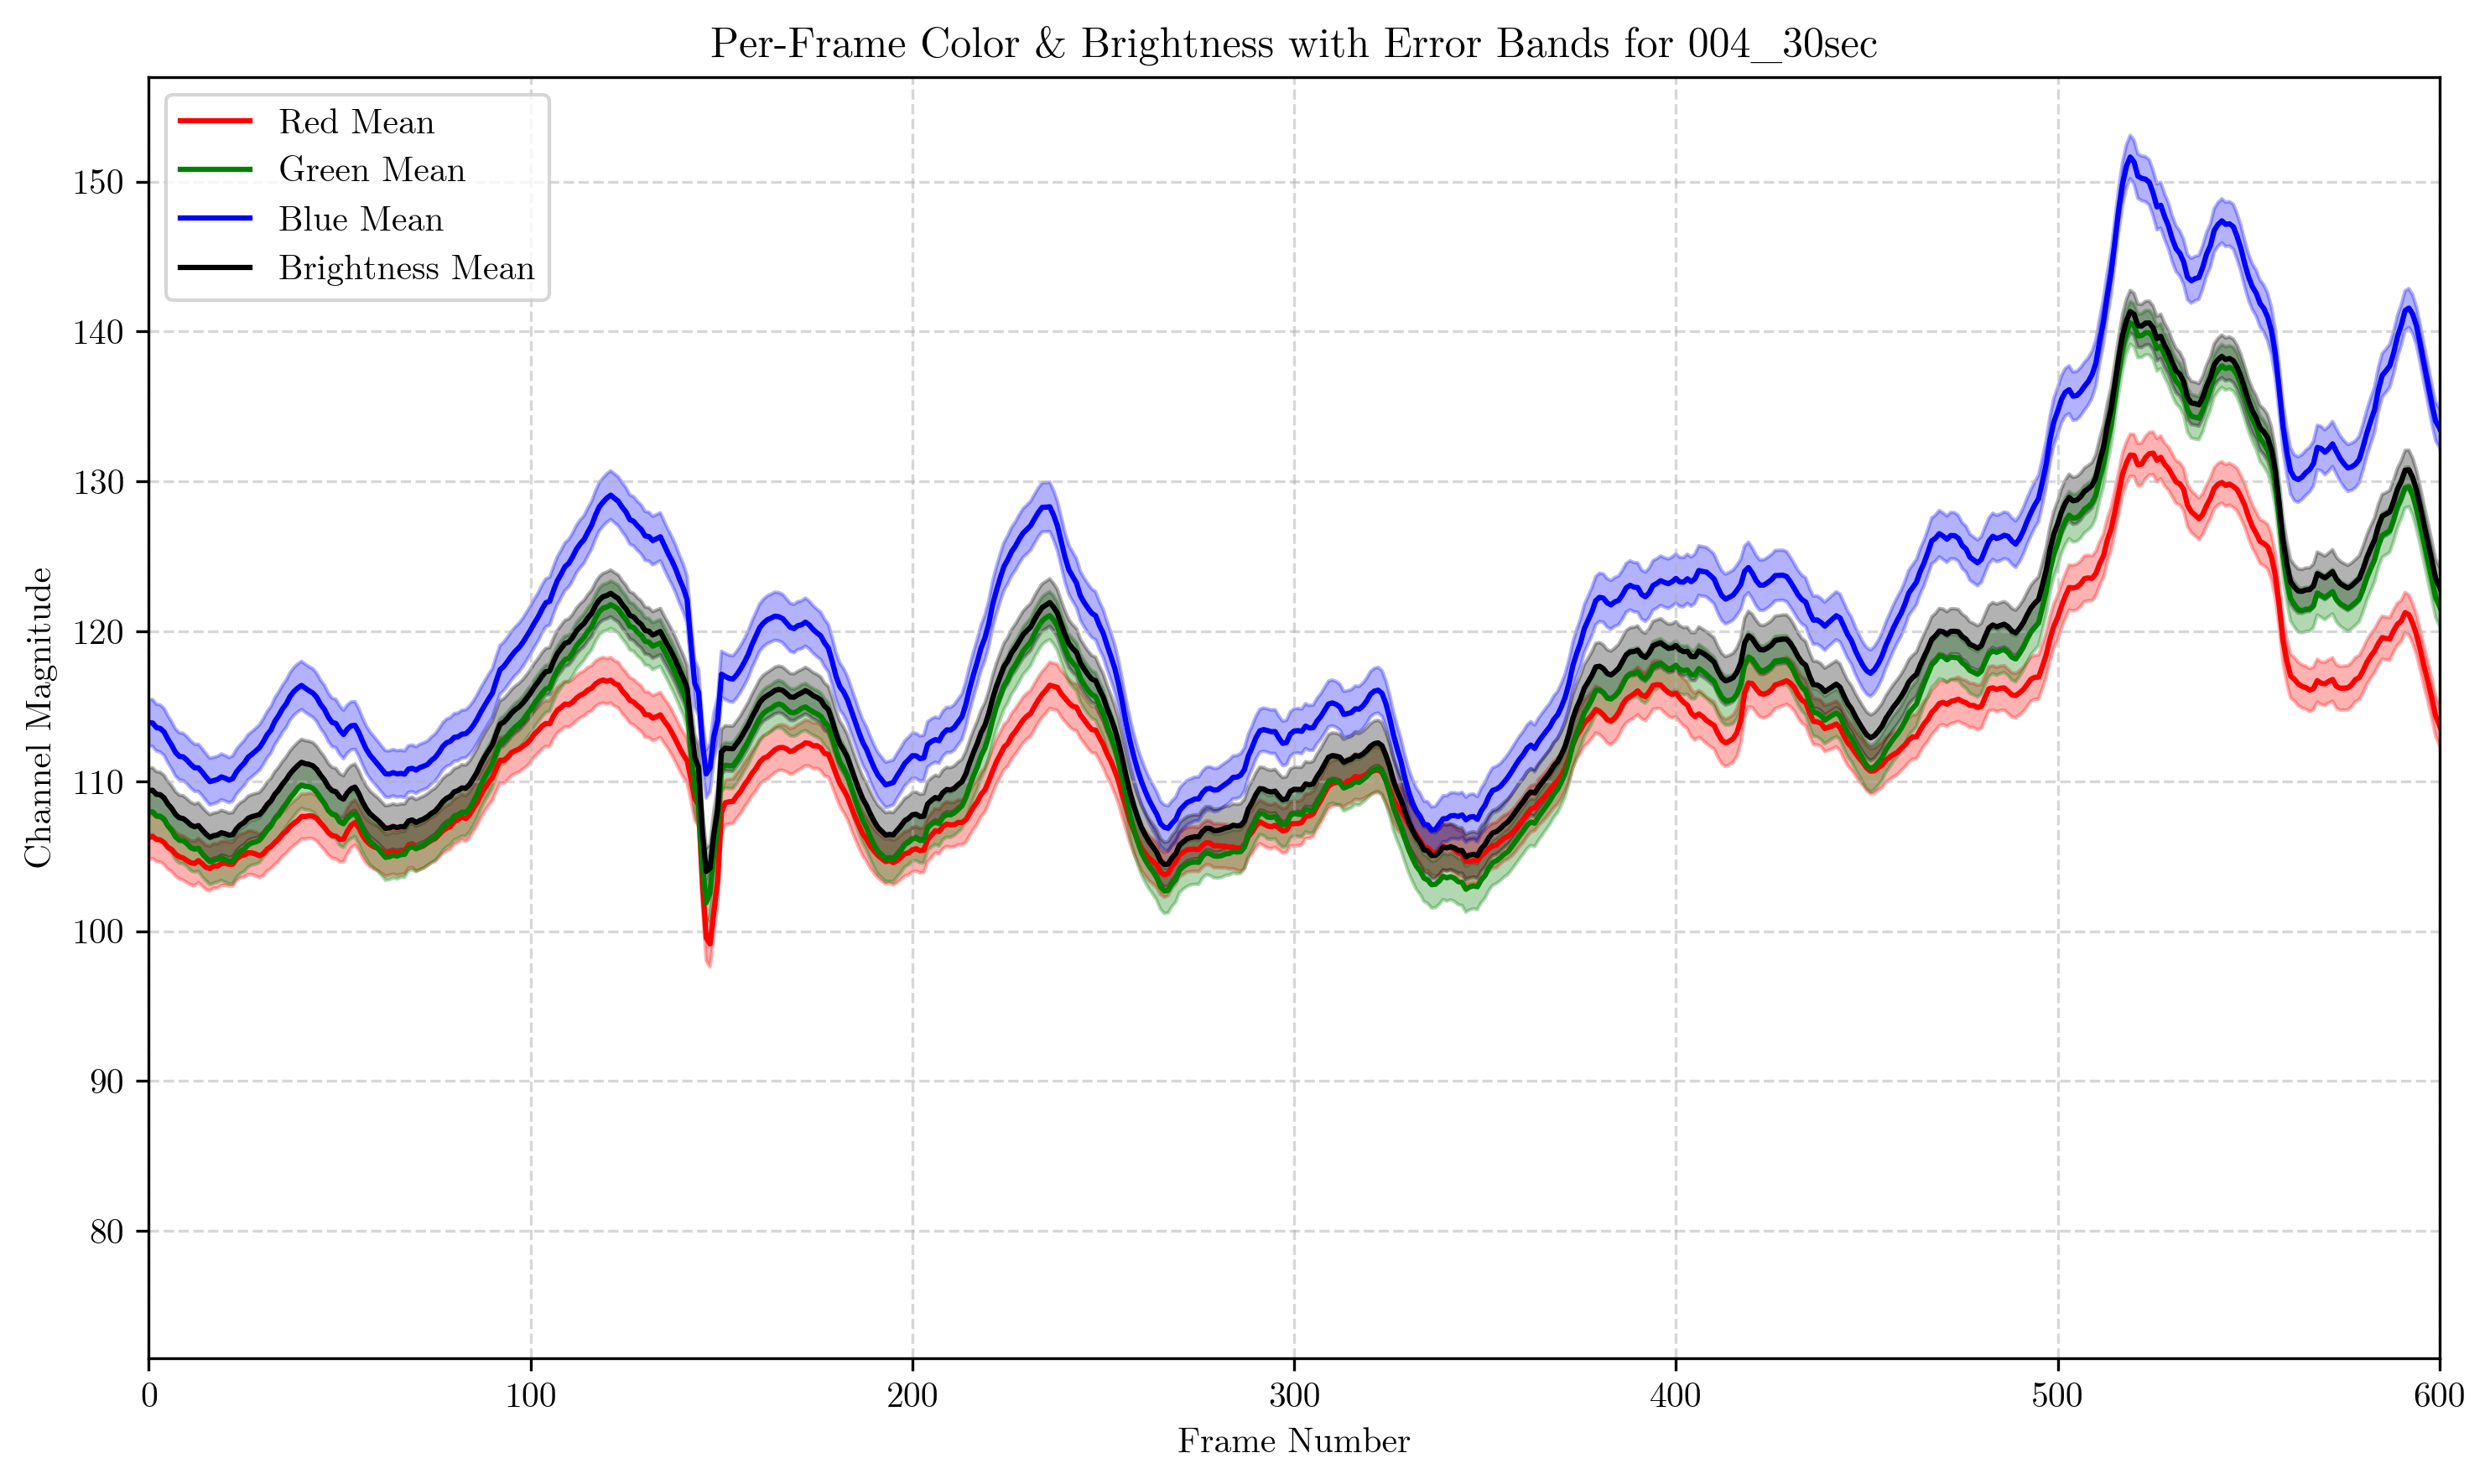 Per-Frame Color & Brightness with Error Bands for 004_30sec
Red Mean
Green Mean
Blue Mean
Brightness Mean
Channel Magnitude
150
140
130
120
110
100
90
80
0 100 200 300 400 500 600
Frame Number